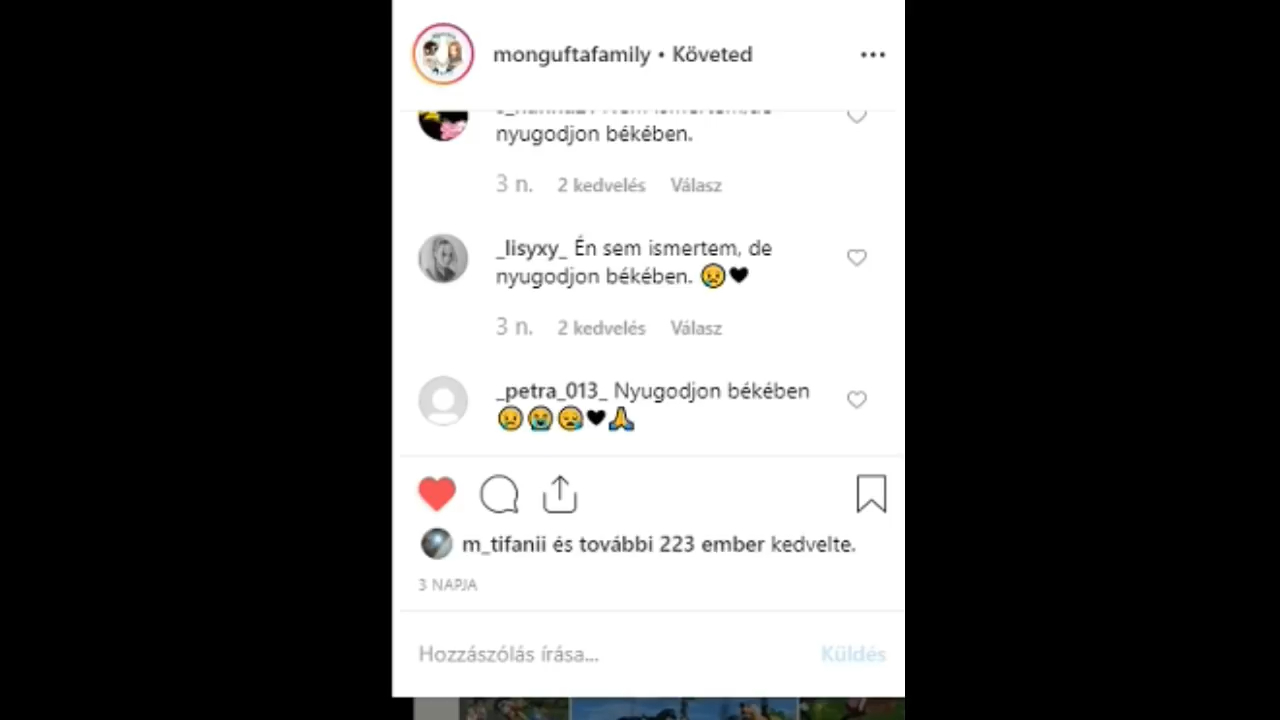 monguftafamily • Követed
nyugodjon békében.
3 n. 2 kedvelés Válasz
_lisyxy_ Én sem ismertem, de
nyugodjon békében. 😢🖤
3 n. 2 kedvelés Válasz
_petra_013_ Nyugodjon békében
😢😭😪🖤🙏
m_tifanii és további 223 ember kedvelte.
3 NAPJA
Hozzászólás írása...
Küldés